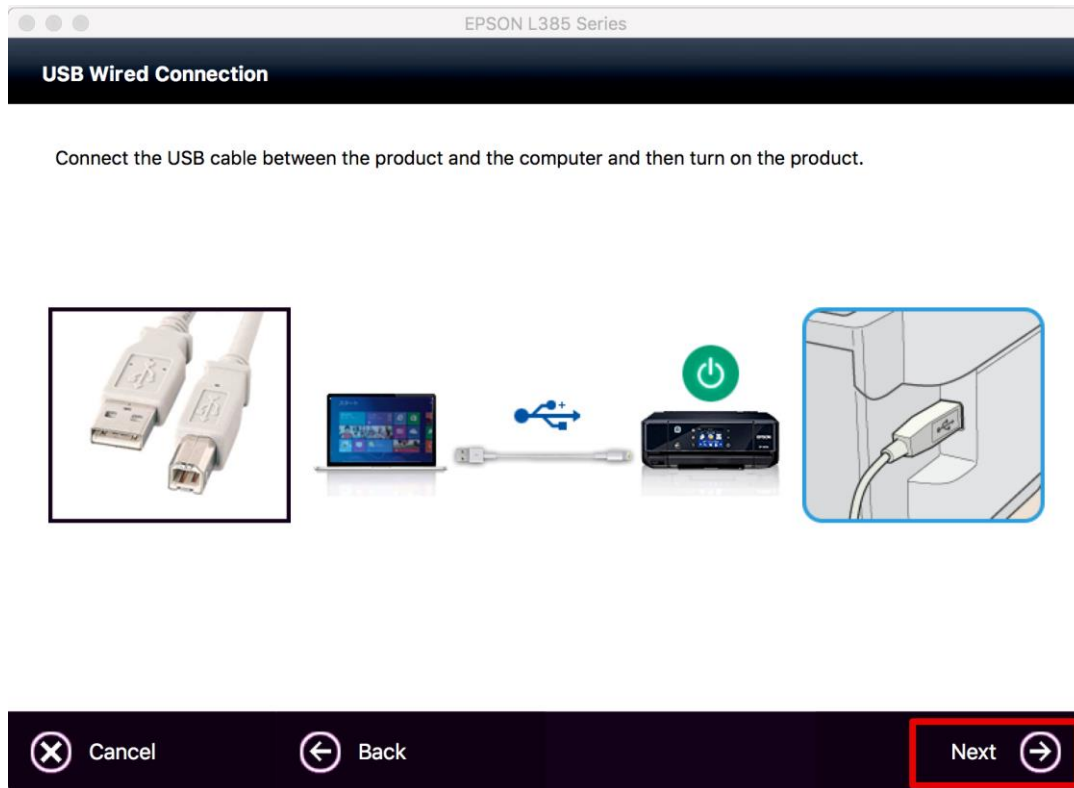 EPSON L385 Series
USB Wired Connection
Connect the USB cable between the product and the computer and then turn on the product.
EPSON
Cancel
Back
Next